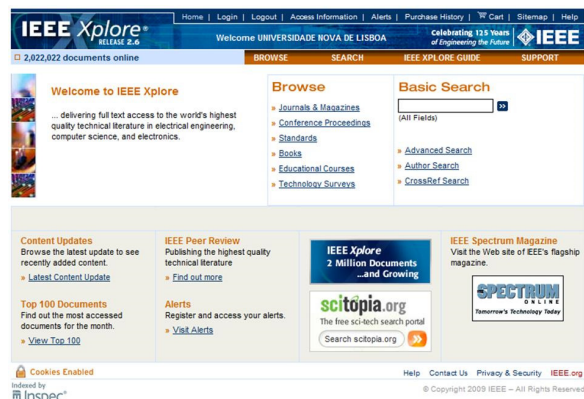 Home | Login | Logout | Access Information | Alerts | Purchase History | Cart | Sitemap | Help
IEEE Xplore®
RELEASE 2.6
Welcome UNIVERSIDADE NOVA DE LISBOA
Celebrating 125 Years
of Engineering the Future
IEEE
2,022,022 documents online
BROWSE SEARCH IEEE XPLORE GUIDE SUPPORT
Welcome to IEEE Xplore
... delivering full text access to the world's highest
quality technical literature in electrical engineering,
computer science, and electronics.
Browse
» Journals & Magazines
» Conference Proceedings
» Standards
» Books
» Educational Courses
» Technology Surveys
Basic Search
»
(All Fields)
» Advanced Search
» Author Search
» CrossRef Search
Content Updates
Browse the latest update to see
recently added content.
» Latest Content Update
Top 100 Documents
Find out the most accessed
documents for the month.
» View Top 100
IEEE Peer Review
Publishing the highest quality
technical literature
» Find out more
Alerts
Register and access your alerts.
» Visit Alerts
IEEE Xplore
2 Million Documents
...and Growing
scitopia.org
The free sci-tech search portal
Search scitopia.org »
IEEE Spectrum Magazine
Visit the Web site of IEEE's flagship
magazine.
SPECTRUM
ONLINE
Tomorrow's Technology Today
Cookies Enabled
Help Contact Us Privacy & Security IEEE.org
Indexed by
Inspec®
© Copyright 2009 IEEE – All Rights Reserved